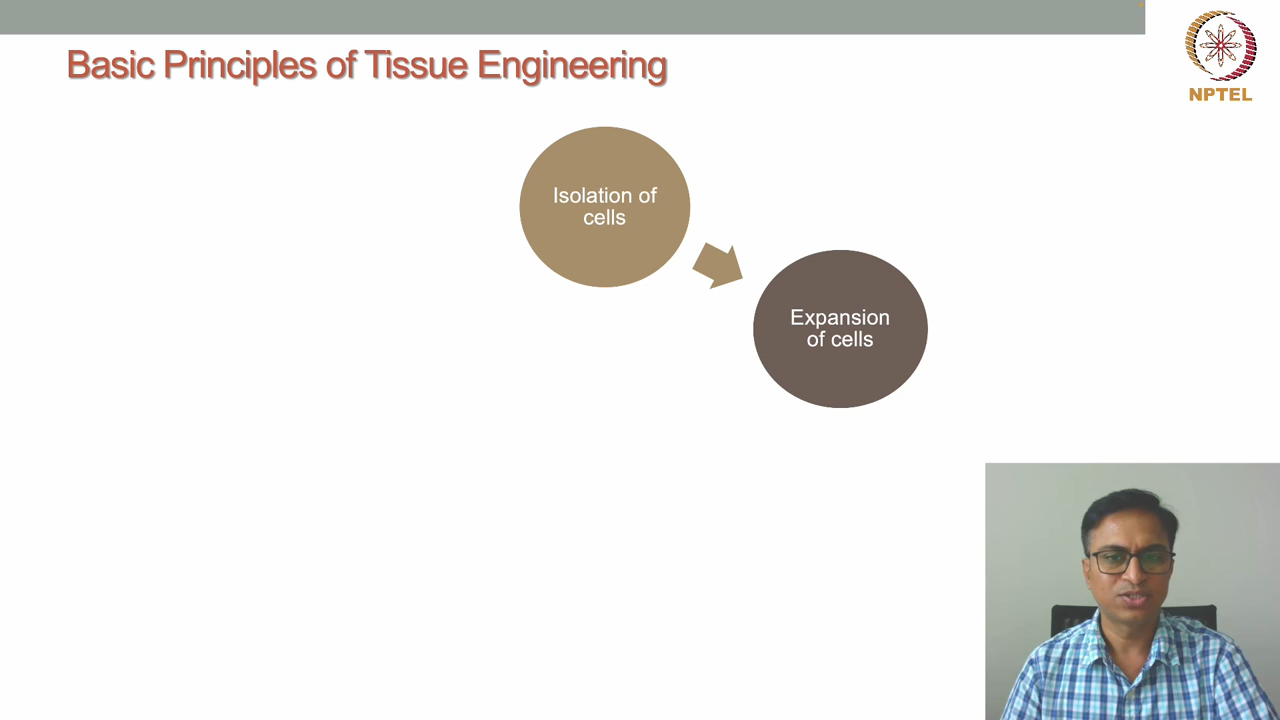 Basic Principles of Tissue Engineering
NPTEL
Isolation of
cells
Expansion
of cells